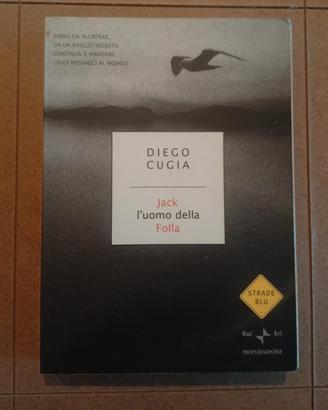 EVASO DA ALCATRAZ,
DA UN RIFUGIO SEGRETO
CONTINUA A MANDARE
I SUOI MESSAGGI AL MONDO
DIEGO
CUGIA
Jack
l'uomo della
Folla
STRADE
BLU
Rai Eri
MONDADORI